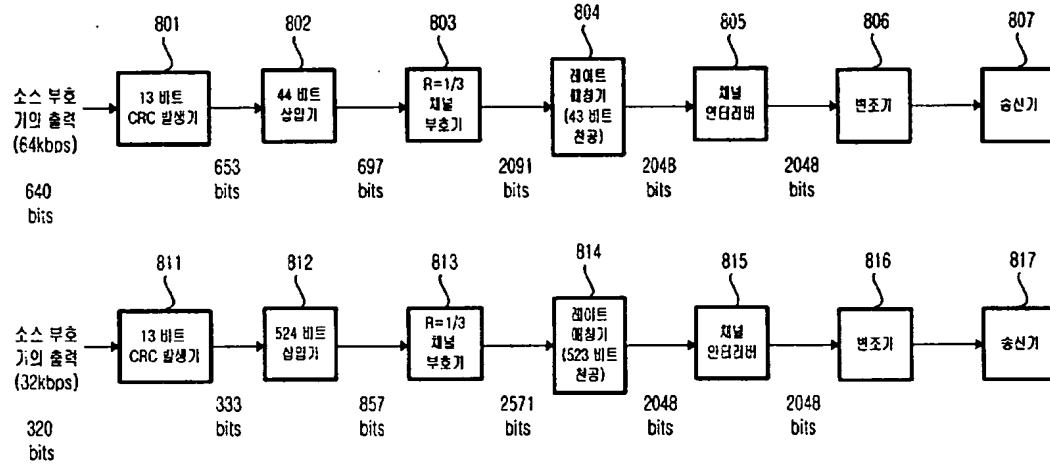 801
802
803
804
805
806
807
소스 부호
기의 출력
(64kbps)
13 비트
CRC 발생기
44 비트
삽입기
R=1/3
채널
부호기
레이트
매칭기
(43 비트
천공)
채널
인터리버
변조기
송신기
640
bits
653
bits
697
bits
2091
bits
2048
bits
2048
bits
811
812
813
814
815
816
817
소스 부호
기의 출력
(32kbps)
13 비트
CRC 발생기
524 비트
삽입기
R=1/3
채널
부호기
레이트
매칭기
(523 비트
천공)
채널
인터리버
변조기
송신기
320
bits
333
bits
857
bits
2571
bits
2048
bits
2048
bits